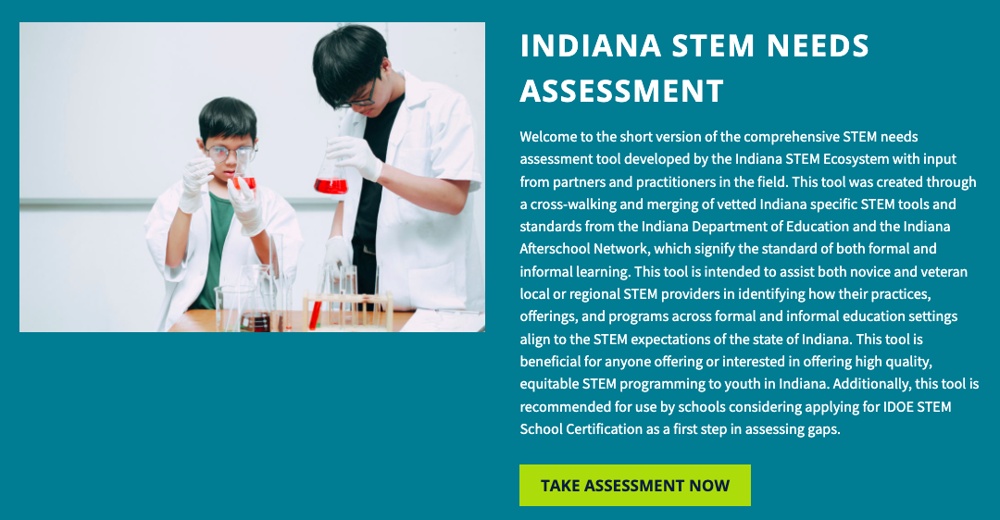 INDIANA STEM NEEDS
ASSESSMENT
Welcome to the short version of the comprehensive STEM needs
assessment tool developed by the Indiana STEM Ecosystem with input
from partners and practitioners in the field. This tool was created through
a cross-walking and merging of vetted Indiana specific STEM tools and
standards from the Indiana Department of Education and the Indiana
Afterschool Network, which signify the standard of both formal and
informal learning. This tool is intended to assist both novice and veteran
local or regional STEM providers in identifying how their practices,
offerings, and programs across formal and informal education settings
align to the STEM expectations of the state of Indiana. This tool is
beneficial for anyone offering or interested in offering high quality,
equitable STEM programming to youth in Indiana. Additionally, this tool is
recommended for use by schools considering applying for IDOE STEM
School Certification as a first step in assessing gaps.
TAKE ASSESSMENT NOW